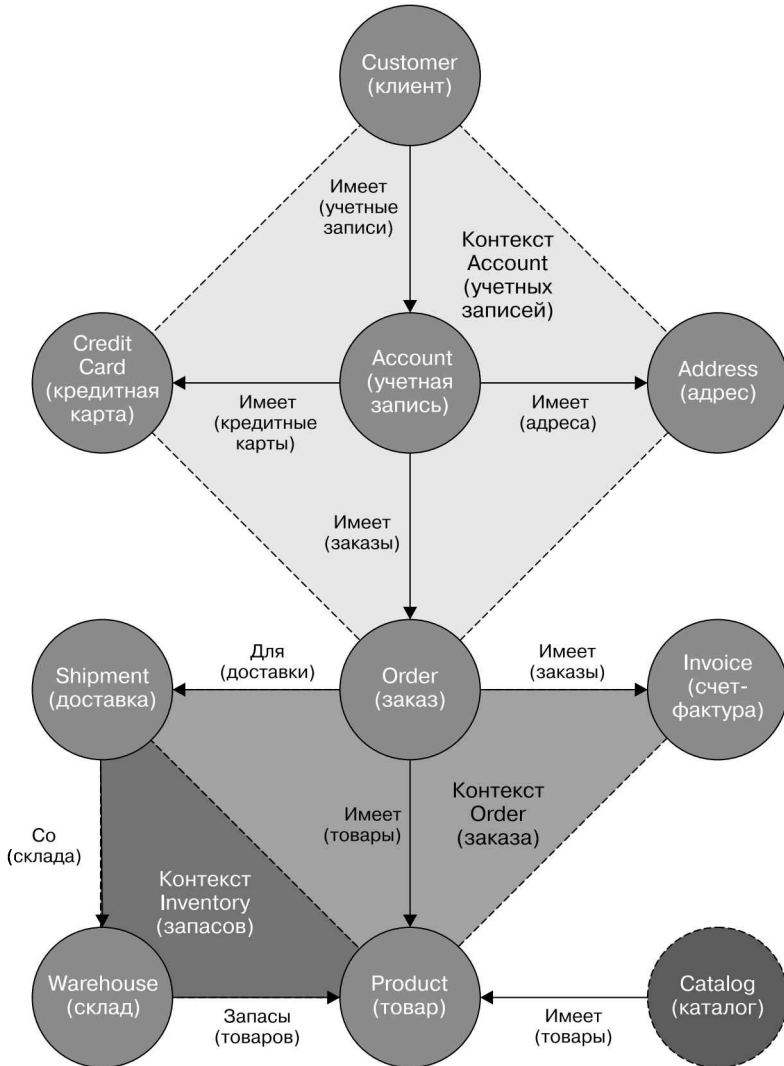 Customer
(клиент)
Имеет
(учетные
записи)
Контекст
Account
(учетных
записей)
Credit
Card
(кредитная
карта)
Account
(учетная
запись)
Address
(адрес)
Имеет
(кредитные
карты)
Имеет
(адреса)
Имеет
(заказы)
Shipment
(доставка)
Для
(доставки)
Order
(заказ)
Имеет
(заказы)
Invoice
(счет-
фактура)
Со
(склада)
Контекст
Inventory
(запасов)
Имеет
(товары)
Контекст
Order
(заказа)
Warehouse
(склад)
Запасы
(товаров)
Product
(товар)
Имеет
(товары)
Catalog
(каталог)